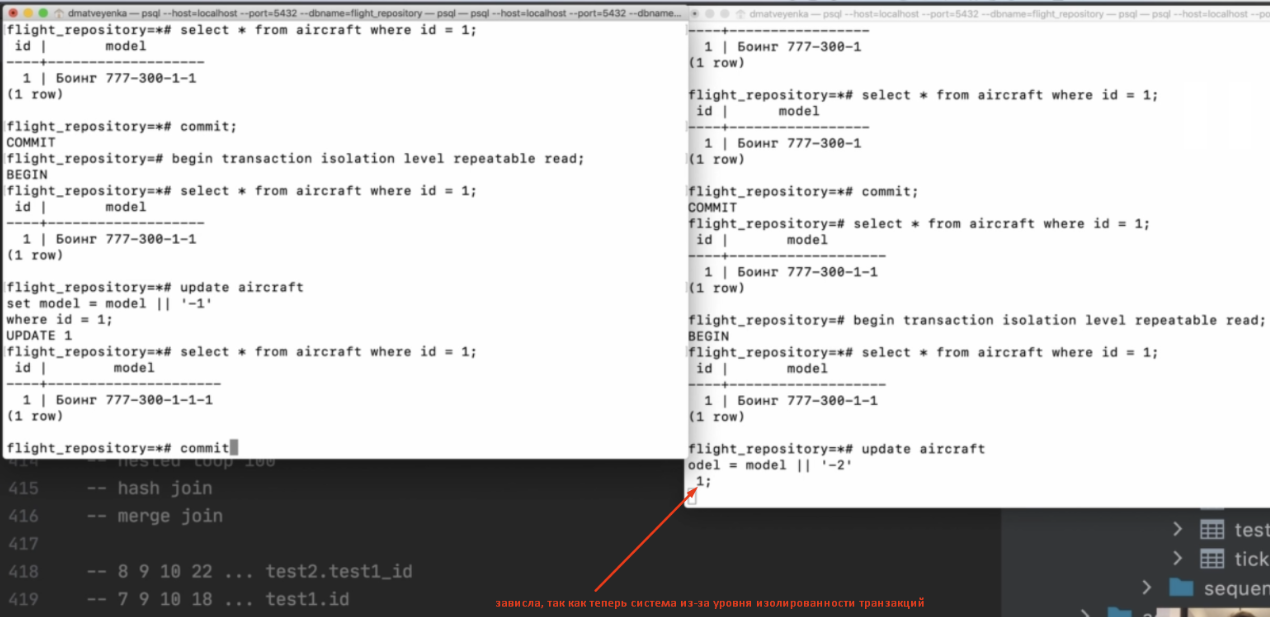 dmatveyenka — psql --host=localhost --port=5432 --dbname=flight_repository — psql — psql --host=localhost --port=5432 --dbname...
flight_repository=*# select * from aircraft where id = 1;
id | model
----+-------------------
1 | Боинг 777-300-1-1
(1 row)
flight_repository=*# commit;
COMMIT
flight_repository=# begin transaction isolation level repeatable read;
BEGIN
flight_repository=*# select * from aircraft where id = 1;
id | model
----+-------------------
1 | Боинг 777-300-1-1
(1 row)
flight_repository=*# update aircraft
set model = model || '-1'
where id = 1;
UPDATE 1
flight_repository=*# select * from aircraft where id = 1;
id | model
----+---------------------
1 | Боинг 777-300-1-1-1
(1 row)
flight_repository=*# commit
dmatveyenka — psql --host=localhost --port=5432 --dbname=flight_repository — psql — psql --host=localhost --po
----+-----------------
1 | Боинг 777-300-1
(1 row)
flight_repository=*# select * from aircraft where id = 1;
id | model
----+-----------------
1 | Боинг 777-300-1
(1 row)
flight_repository=*# commit;
COMMIT
flight_repository=# select * from aircraft where id = 1;
id | model
----+-------------------
1 | Боинг 777-300-1-1
(1 row)
flight_repository=# begin transaction isolation level repeatable read;
BEGIN
flight_repository=*# select * from aircraft where id = 1;
id | model
----+-------------------
1 | Боинг 777-300-1-1
(1 row)
flight_repository=*# update aircraft
odel = model || '-2'
1;
414 -- nested loop 100
415 -- hash join
416 -- merge join
417
418 -- 8 9 10 22 ... test2.test1_id
419 -- 7 9 10 18 ... test1.id
test
tick
sequen
зависла, так как теперь система из-за уровня изолированности транзакций